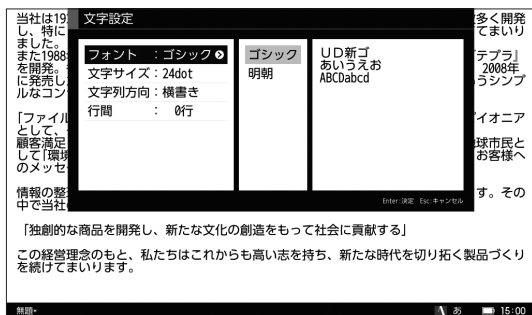 当社は19
し、特に
ました。
また1988
を開発。
に発売し
ルなコン
「ファイル
として、
顧客満足
して「環境
のメッセー
情報の整
中で当社
多く開発
てまいり
テプラ』
2008年
うシンプ
イオニア
球市民と
お客様へ
す。その
文字設定
フォント ：ゴシック
文字サイズ：24dot
文字列方向：横書き
行間 ： 0行
ゴシック
明朝
UD新ゴ
あいうえお
ABCDabcd
Enter:決定 Esc:キャンセル
「独創的な商品を開発し、新たな文化の創造をもって社会に貢献する」
この経営理念のもと、私たちはこれからも高い志を持ち、新たな時代を切り拓く製品づくり
を続けてまいります。
無題*
A あ 15:00